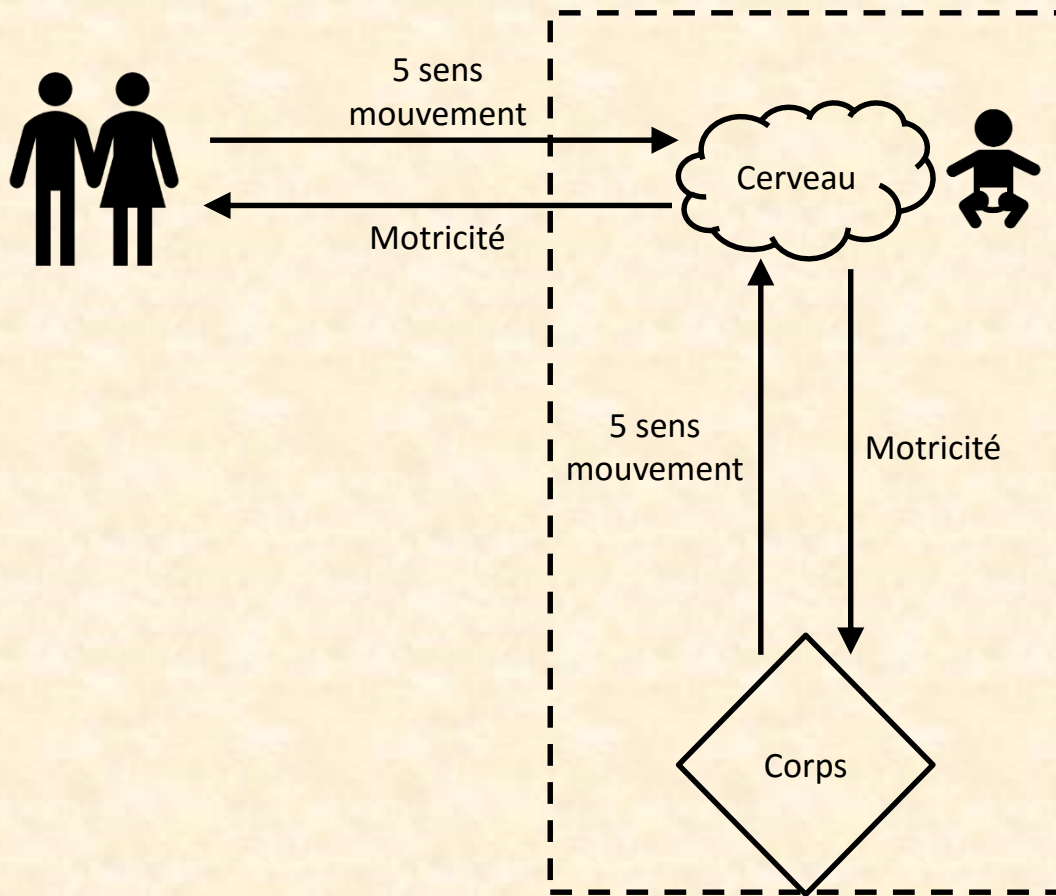 5 sens
mouvement
Cerveau
Motricité
5 sens
mouvement
Motricité
Corps